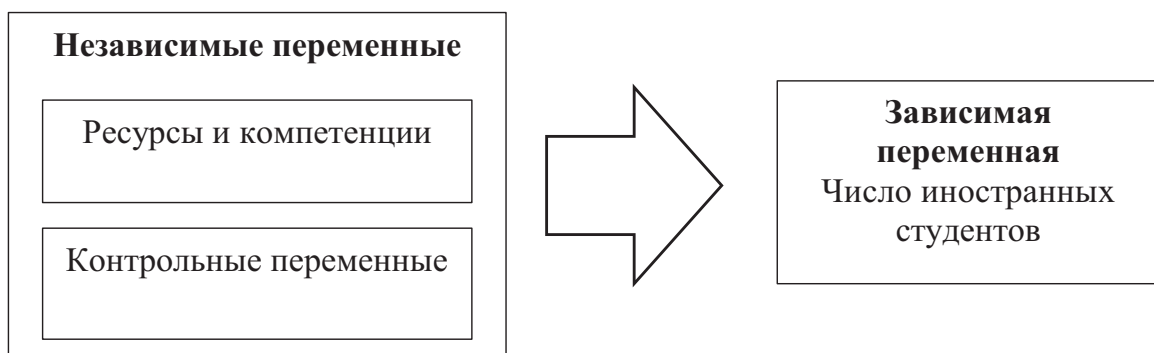 Независимые переменные
Ресурсы и компетенции
Контрольные переменные
Зависимая
переменная
Число иностранных
студентов